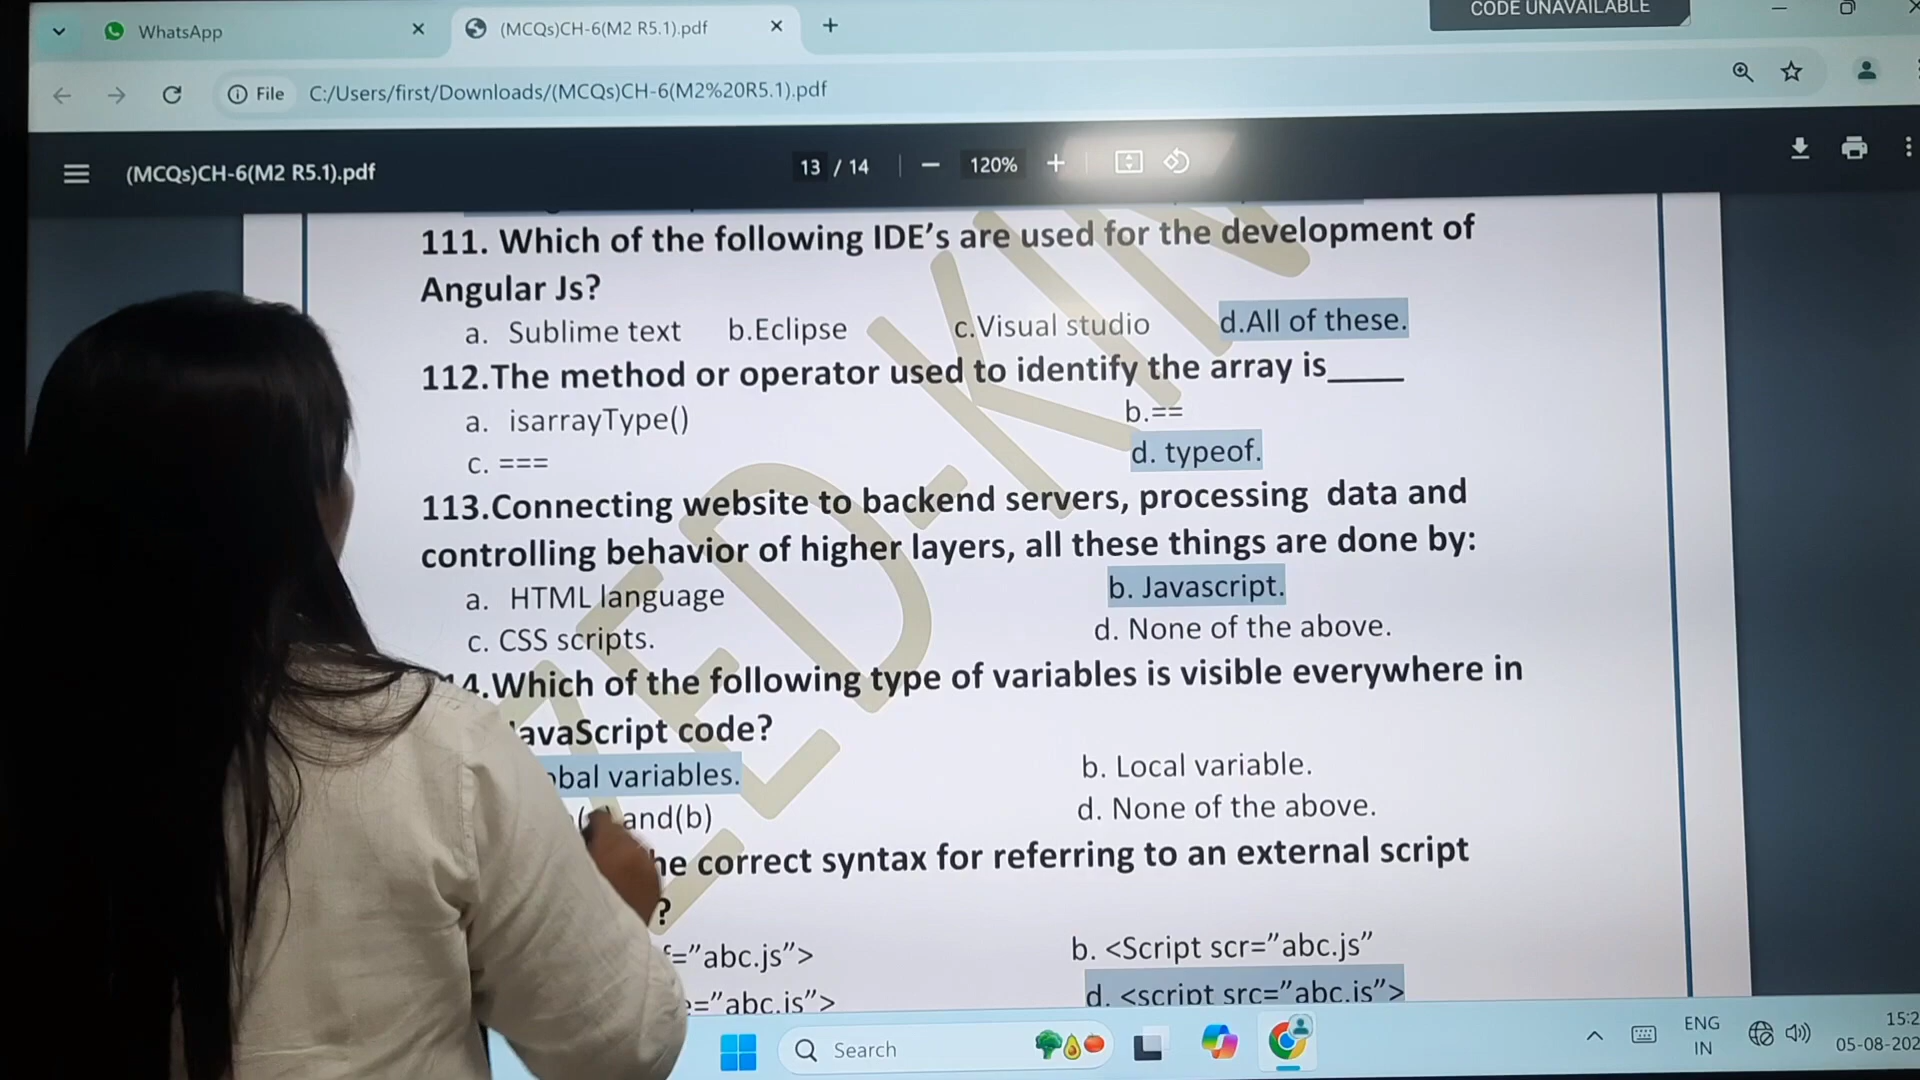 CODE UNAVAILABLE
WhatsApp
(MCQs)CH-6(M2 R5.1).pdf
File C:/Users/first/Downloads/(MCQs)CH-6(M2%20R5.1).pdf
(MCQs)CH-6(M2 R5.1).pdf 13 / 14 120%
111. Which of the following IDE’s are used for the development of
Angular Js?
a. Sublime text b.Eclipse c.Visual studio d.All of these.
112.The method or operator used to identify the array is_____
a. isarrayType() b.==
c. === d. typeof.
113.Connecting website to backend servers, processing data and
controlling behavior of higher layers, all these things are done by:
a. HTML language b. Javascript.
c. CSS scripts. d. None of the above.
14.Which of the following type of variables is visible everywhere in
avaScript code?
bal variables. b. Local variable.
and(b) d. None of the above.
he correct syntax for referring to an external script
?
="abc.js"> b. <Script scr="abc.js"
="abc.js"> d. <script src="abc.js">
Search ENG
IN
15:2
05-08-202